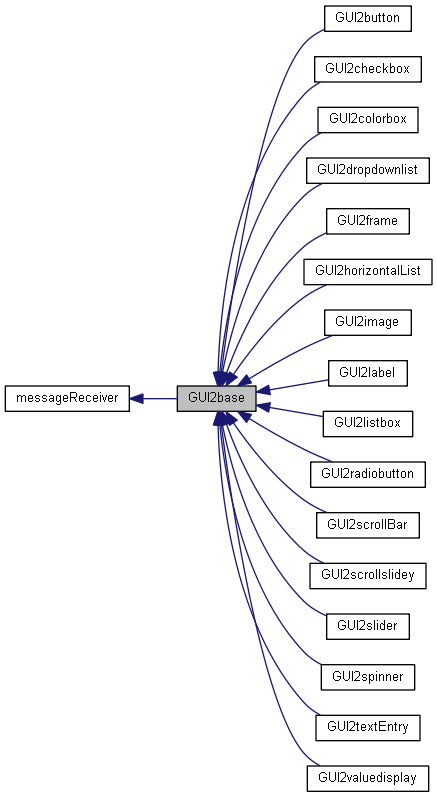 GUI2button
GUI2checkbox
GUI2colorbox
GUI2dropdownlist
GUI2frame
GUI2horizontalList
GUI2image
GUI2label
messageReceiver
GUI2base
GUI2listbox
GUI2radiobutton
GUI2scrollBar
GUI2scrollslidey
GUI2slider
GUI2spinner
GUI2textEntry
GUI2valuedisplay